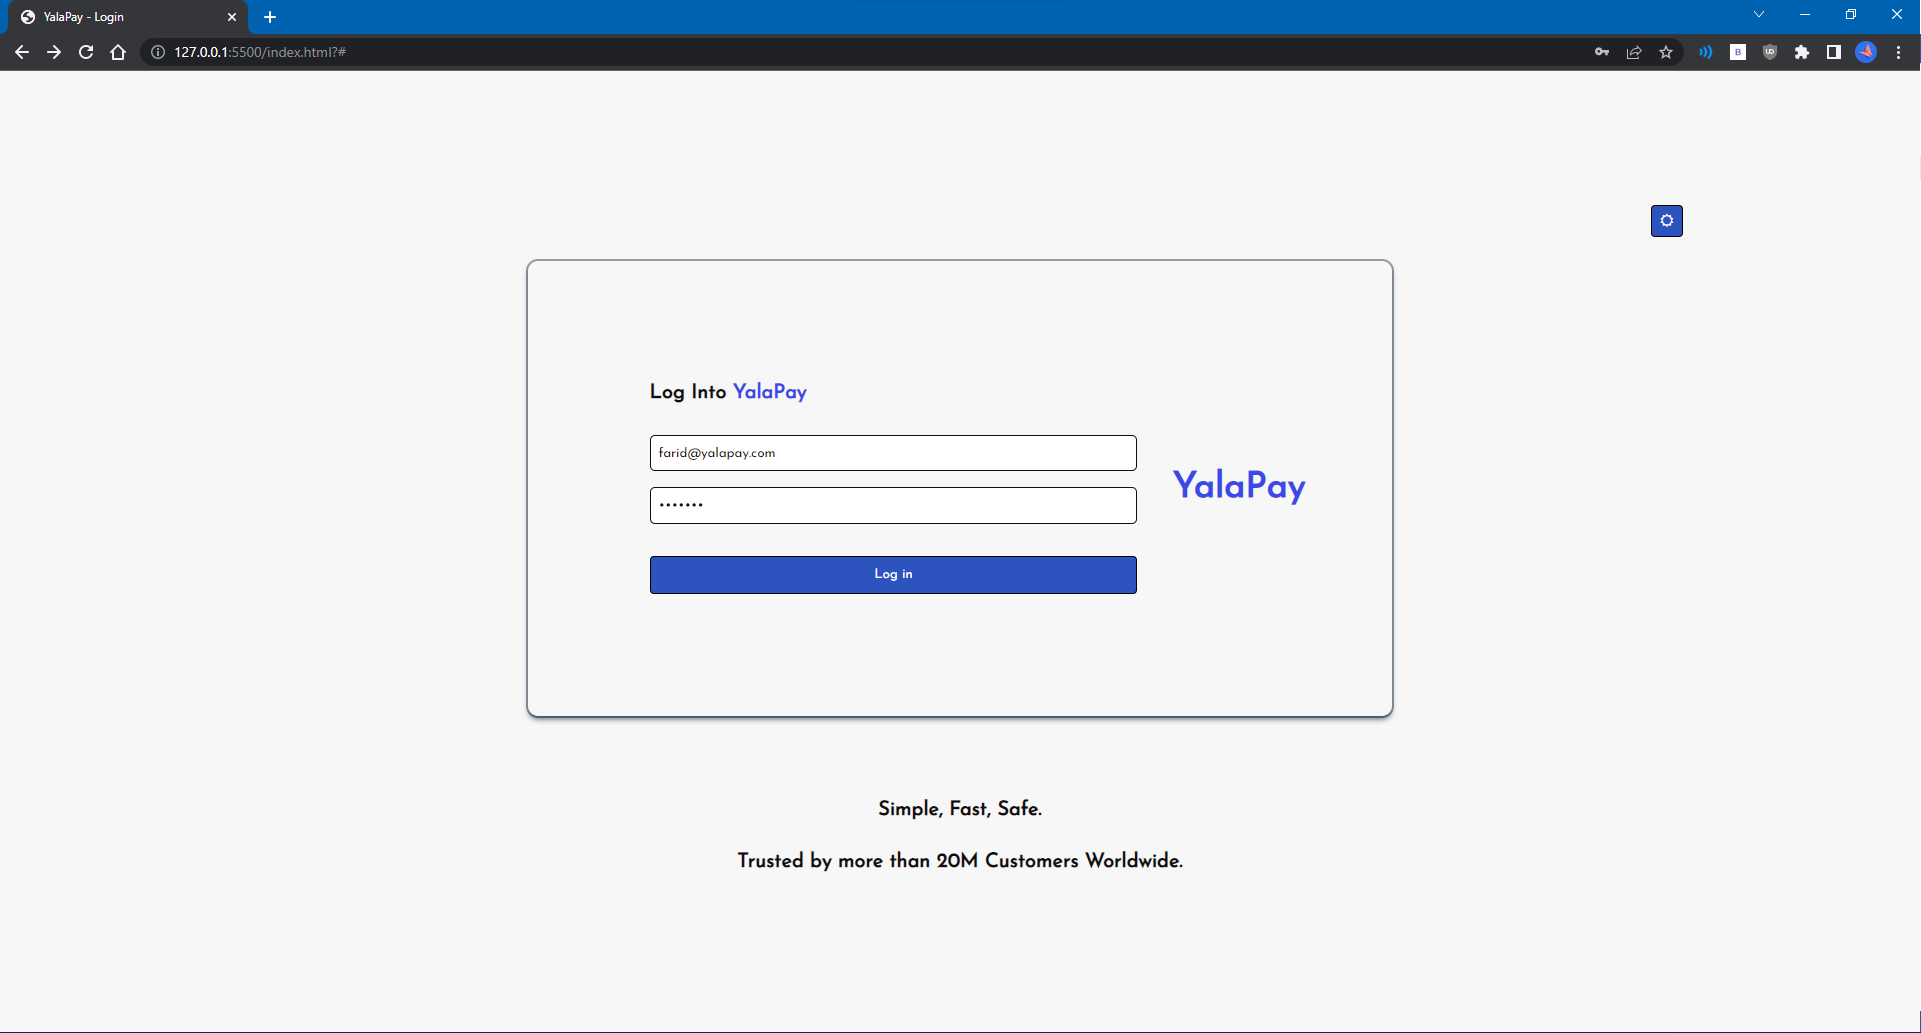 YalaPay - Login
127.0.0.1:5500/index.html?#
Log Into YalaPay
farid@yalapay.com
•••••••
YalaPay
Log in
Simple, Fast, Safe.
Trusted by more than 20M Customers Worldwide.